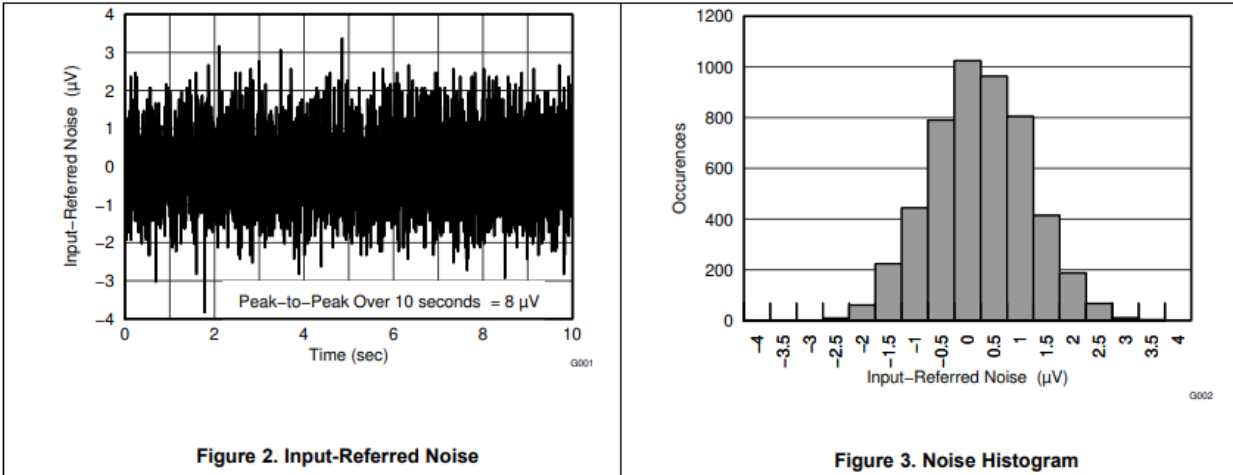 4
3
2
1
0
−1
−2
−3
−4
Input−Referred Noise (µV)
Peak−to−Peak Over 10 seconds = 8 µV
0 2 4 6 8 10
Time (sec)
G001
Figure 2. Input-Referred Noise
1200
1000
800
600
400
200
0
Occurences
−4 −3.5 −3 −2.5 −2 −1.5 −1 −0.5 0 0.5 1 1.5 2 2.5 3 3.5 4
Input−Referred Noise (µV)
G002
Figure 3. Noise Histogram